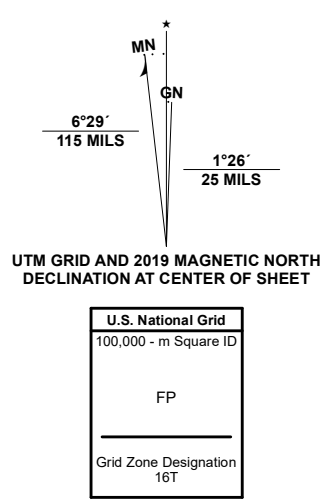 MN
GN
6°29´
115 MILS
1°26´
25 MILS
UTM GRID AND 2019 MAGNETIC NORTH
DECLINATION AT CENTER OF SHEET
U.S. National Grid
100,000 - m Square ID
FP
Grid Zone Designation
16T